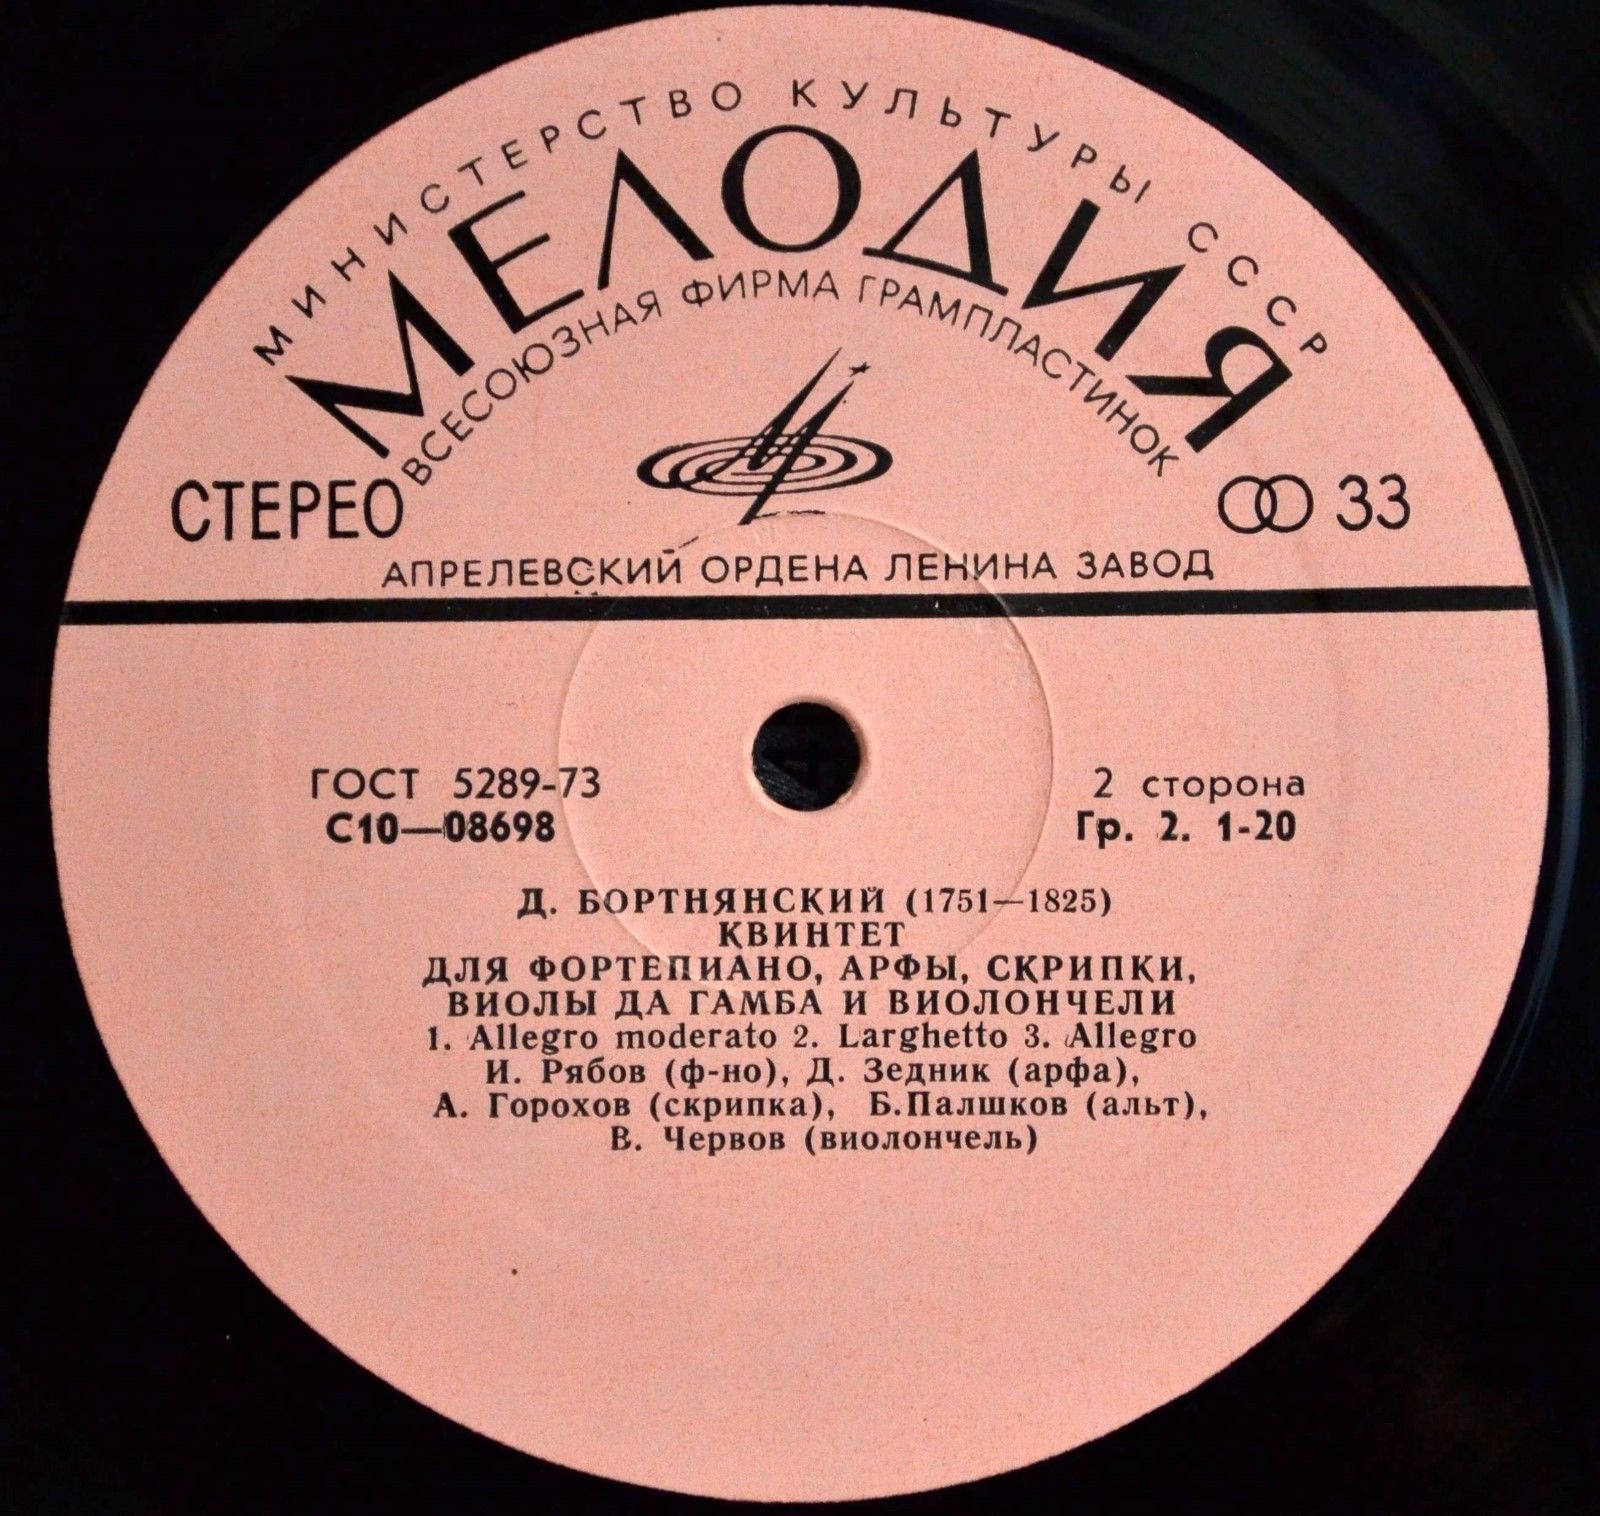 МИНИСТЕРСТВО КУЛЬТУРЫ СССР
МЕЛОДИЯ
ВСЕСОЮЗНАЯ ФИРМА ГРАМПЛАСТИНОК
СТЕРЕО
33
АПРЕЛЕВСКИЙ ОРДЕНА ЛЕНИНА ЗАВОД
ГОСТ 5289-73
С10—08698
2 сторона
Гр. 2. 1-20
Д. БОРТНЯНСКИЙ (1751—1825)
КВИНТЕТ
ДЛЯ ФОРТЕПИАНО, АРФЫ, СКРИПКИ,
ВИОЛЫ ДА ГАМБА И ВИОЛОНЧЕЛИ
1. Allegro moderato 2. Larghetto 3. Allegro
И. Рябов (ф-но), Д. Зедник (арфа),
А. Горохов (скрипка), Б.Палшков (альт),
В. Червов (виолончель)